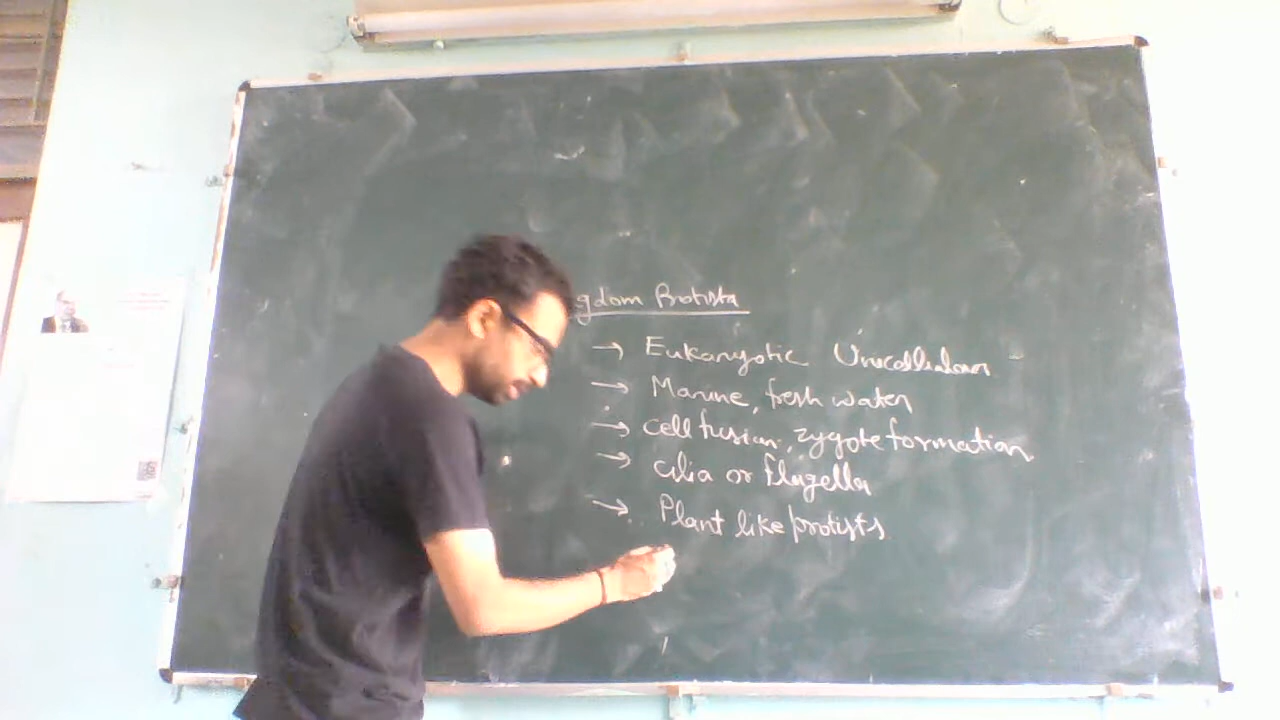 gdom Protista
→ Eukaryotic Unicellular
→ Marine, fresh water
→ cell fusion, zygote formation
→ cilia or flagella
→ Plant like protists